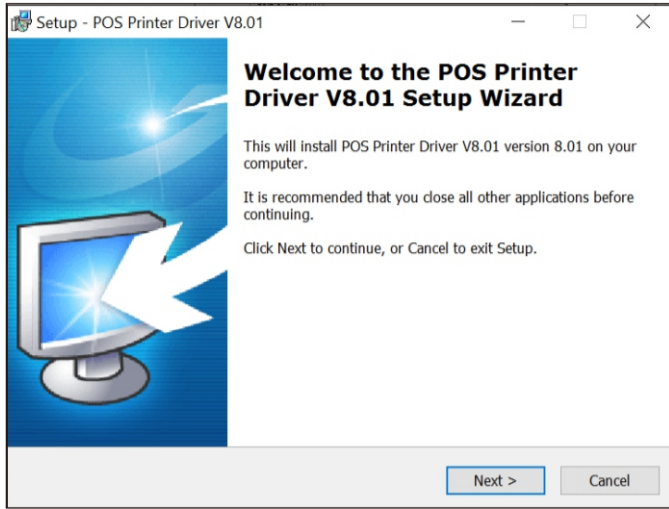 Setup - POS Printer Driver V8.01
Welcome to the POS Printer
Driver V8.01 Setup Wizard
This will install POS Printer Driver V8.01 version 8.01 on your
computer.
It is recommended that you close all other applications before
continuing.
Click Next to continue, or Cancel to exit Setup.
Next >
Cancel